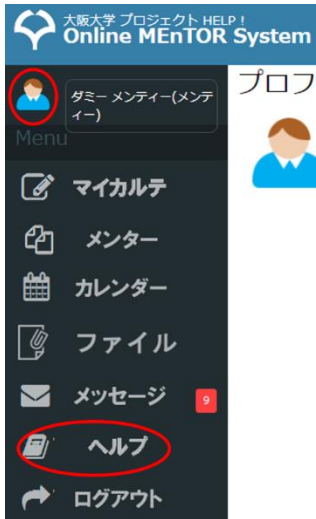 大阪大学 プロジェクト HELP！
Online MEnTOR System
ダミー メンティー(メンテ
ィー)
プロフ
Menu
マイカルテ
メンター
カレンダー
ファイル
メッセージ 9
ヘルプ
ログアウト